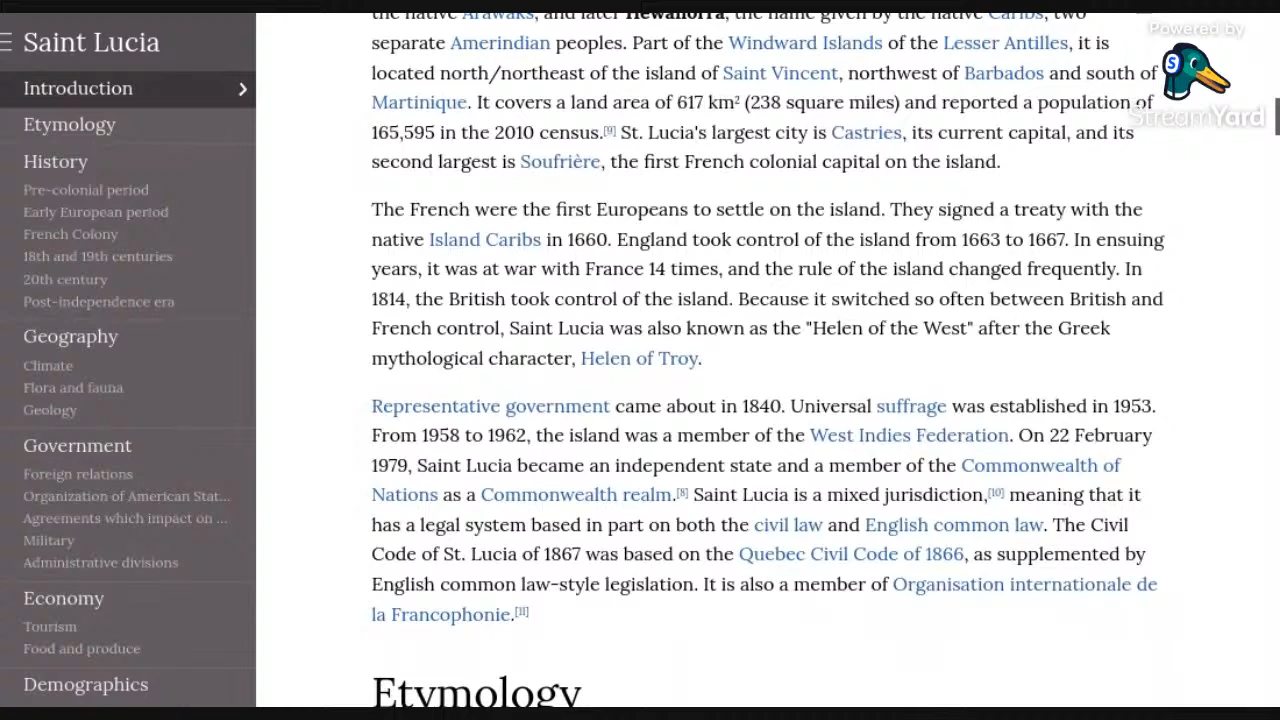 Saint Lucia
Introduction
Etymology
History
Pre-colonial period
Early European period
French Colony
18th and 19th centuries
20th century
Post-independence era
Geography
Climate
Flora and fauna
Geology
Government
Foreign relations
Organization of American Stat...
Agreements which impact on ...
Military
Administrative divisions
Economy
Tourism
Food and produce
Demographics
the native Arawaks, and later Hewanorra, the name given by the native Caribs, two
separate Amerindian peoples. Part of the Windward Islands of the Lesser Antilles, it is
located north/northeast of the island of Saint Vincent, northwest of Barbados and south of
Martinique. It covers a land area of 617 km² (238 square miles) and reported a population of
165,595 in the 2010 census.[9] St. Lucia's largest city is Castries, its current capital, and its
second largest is Soufrière, the first French colonial capital on the island.
The French were the first Europeans to settle on the island. They signed a treaty with the
native Island Caribs in 1660. England took control of the island from 1663 to 1667. In ensuing
years, it was at war with France 14 times, and the rule of the island changed frequently. In
1814, the British took control of the island. Because it switched so often between British and
French control, Saint Lucia was also known as the "Helen of the West" after the Greek
mythological character, Helen of Troy.
Representative government came about in 1840. Universal suffrage was established in 1953.
From 1958 to 1962, the island was a member of the West Indies Federation. On 22 February
1979, Saint Lucia became an independent state and a member of the Commonwealth of
Nations as a Commonwealth realm.[8] Saint Lucia is a mixed jurisdiction,[10] meaning that it
has a legal system based in part on both the civil law and English common law. The Civil
Code of St. Lucia of 1867 was based on the Quebec Civil Code of 1866, as supplemented by
English common law-style legislation. It is also a member of Organisation internationale de
la Francophonie.[11]
Etymology
Powered by
S
StreamYard